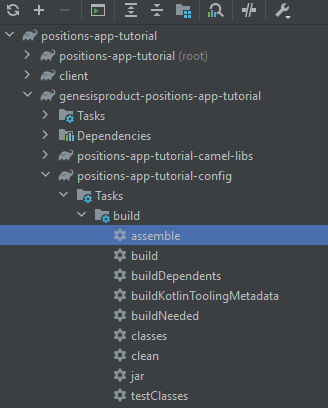 positions-app-tutorial
positions-app-tutorial (root)
client
genesisproduct-positions-app-tutorial
Tasks
Dependencies
positions-app-tutorial-camel-libs
positions-app-tutorial-config
Tasks
build
assemble
build
buildDependents
buildKotlinToolingMetadata
buildNeeded
classes
clean
jar
testClasses